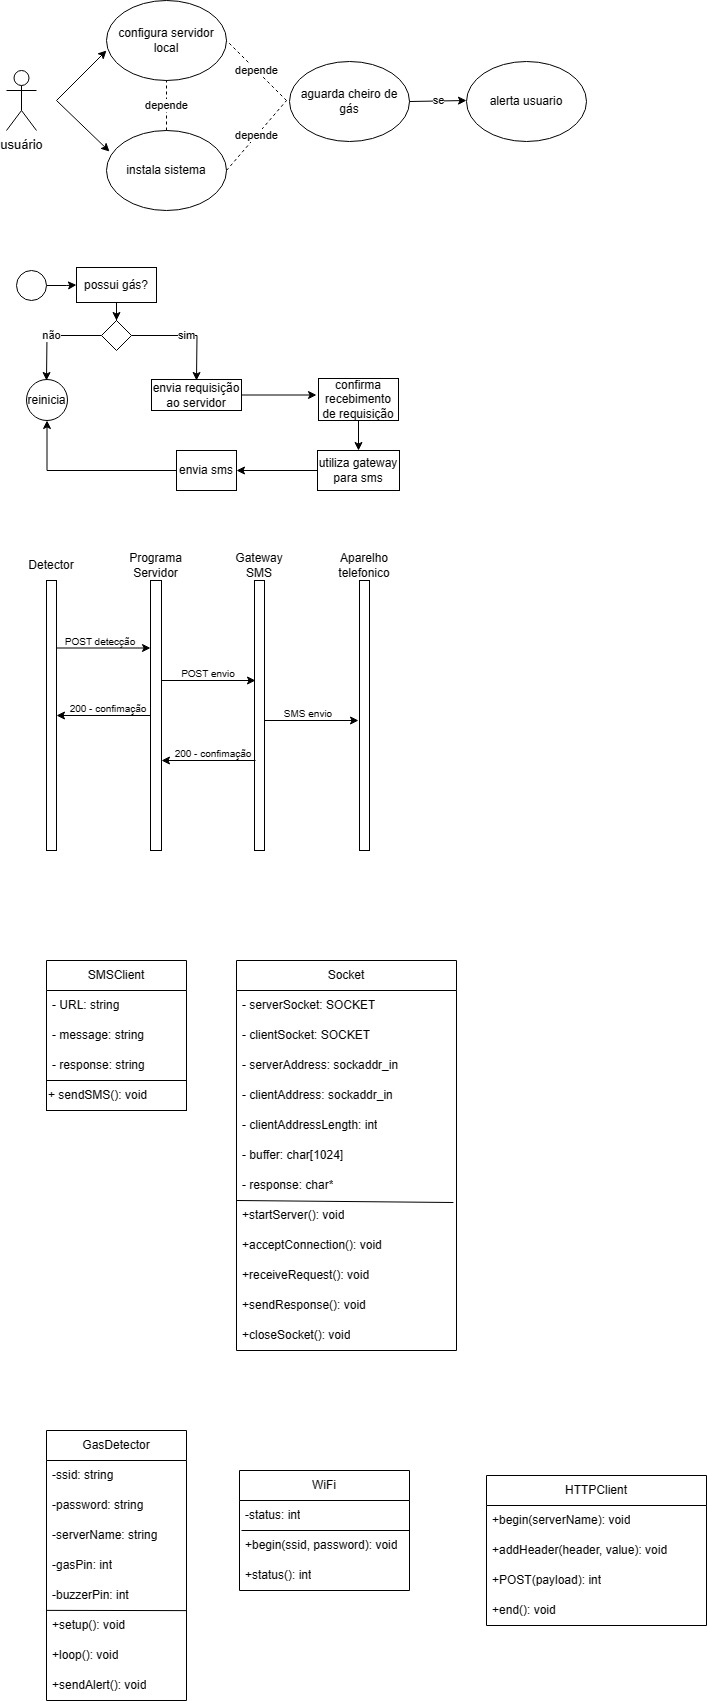 configura servidor
local
depende
aguarda cheiro de
gás
se
alerta usuario
depende
depende
usuário
instala sistema
possui gás?
não
sim
reinicia
envia requisição
ao servidor
confirma
recebimento
de requisição
envia sms
utiliza gateway
para sms
Detector
Programa
Servidor
Gateway
SMS
Aparelho
telefonico
POST detecção
POST envio
200 - confimação
SMS envio
200 - confimação
SMSClient
- URL: string
- message: string
- response: string
+ sendSMS(): void
Socket
- serverSocket: SOCKET
- clientSocket: SOCKET
- serverAddress: sockaddr_in
- clientAddress: sockaddr_in
- clientAddressLength: int
- buffer: char[1024]
- response: char*
+startServer(): void
+acceptConnection(): void
+receiveRequest(): void
+sendResponse(): void
+closeSocket(): void
GasDetector
-ssid: string
-password: string
-serverName: string
-gasPin: int
-buzzerPin: int
+setup(): void
+loop(): void
+sendAlert(): void
WiFi
-status: int
+begin(ssid, password): void
+status(): int
HTTPClient
+begin(serverName): void
+addHeader(header, value): void
+POST(payload): int
+end(): void